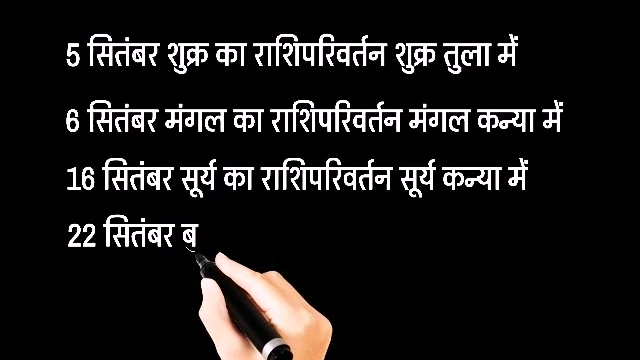 5 सितंबर शुक्र का राशिपरिवर्तन शुक्र तुला में
6 सितंबर मंगल का राशिपरिवर्तन मंगल कन्या में
16 सितंबर सूर्य का राशिपरिवर्तन सूर्य कन्या में
22 सितंबर